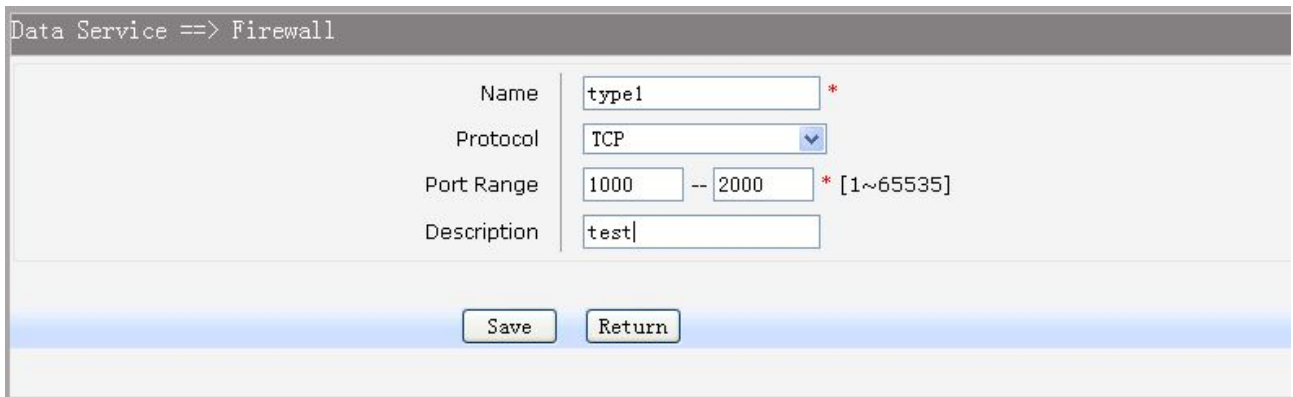 Data Service ==> Firewall
Name type1 *
Protocol TCP
Port Range 1000 -- 2000 * [1~65535]
Description test
Save Return